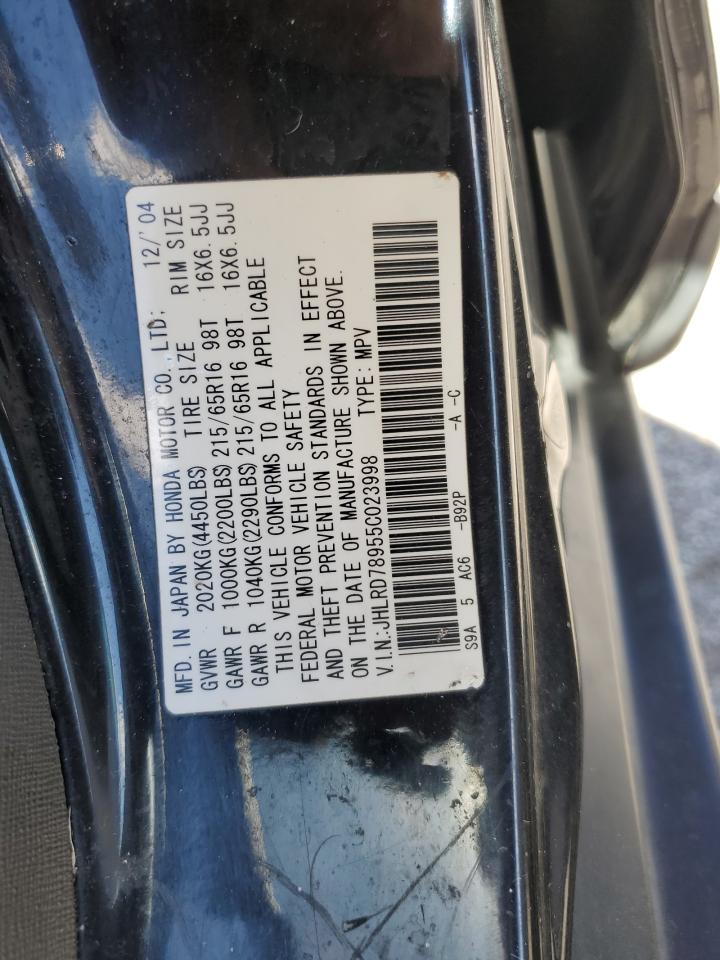 MFD. IN JAPAN BY HONDA MOTOR CO., LTD: 12/'04
GVWR 2020KG(4450LBS) TIRE SIZE RIM SIZE
GAWR F 1000KG(2200LBS) 215/65R16 98T 16X6.5JJ
GAWR R 1040KG(2290LBS) 215/65R16 98T 16X6.5JJ
THIS VEHICLE CONFORMS TO ALL APPLICABLE
FEDERAL MOTOR VEHICLE SAFETY
AND THEFT PREVENTION STANDARDS IN EFFECT
ON THE DATE OF MANUFACTURE SHOWN ABOVE.
V.I.N.:JHLRD78955C023998 TYPE:MPV
S9A 5 AC6 -B92P -A -C